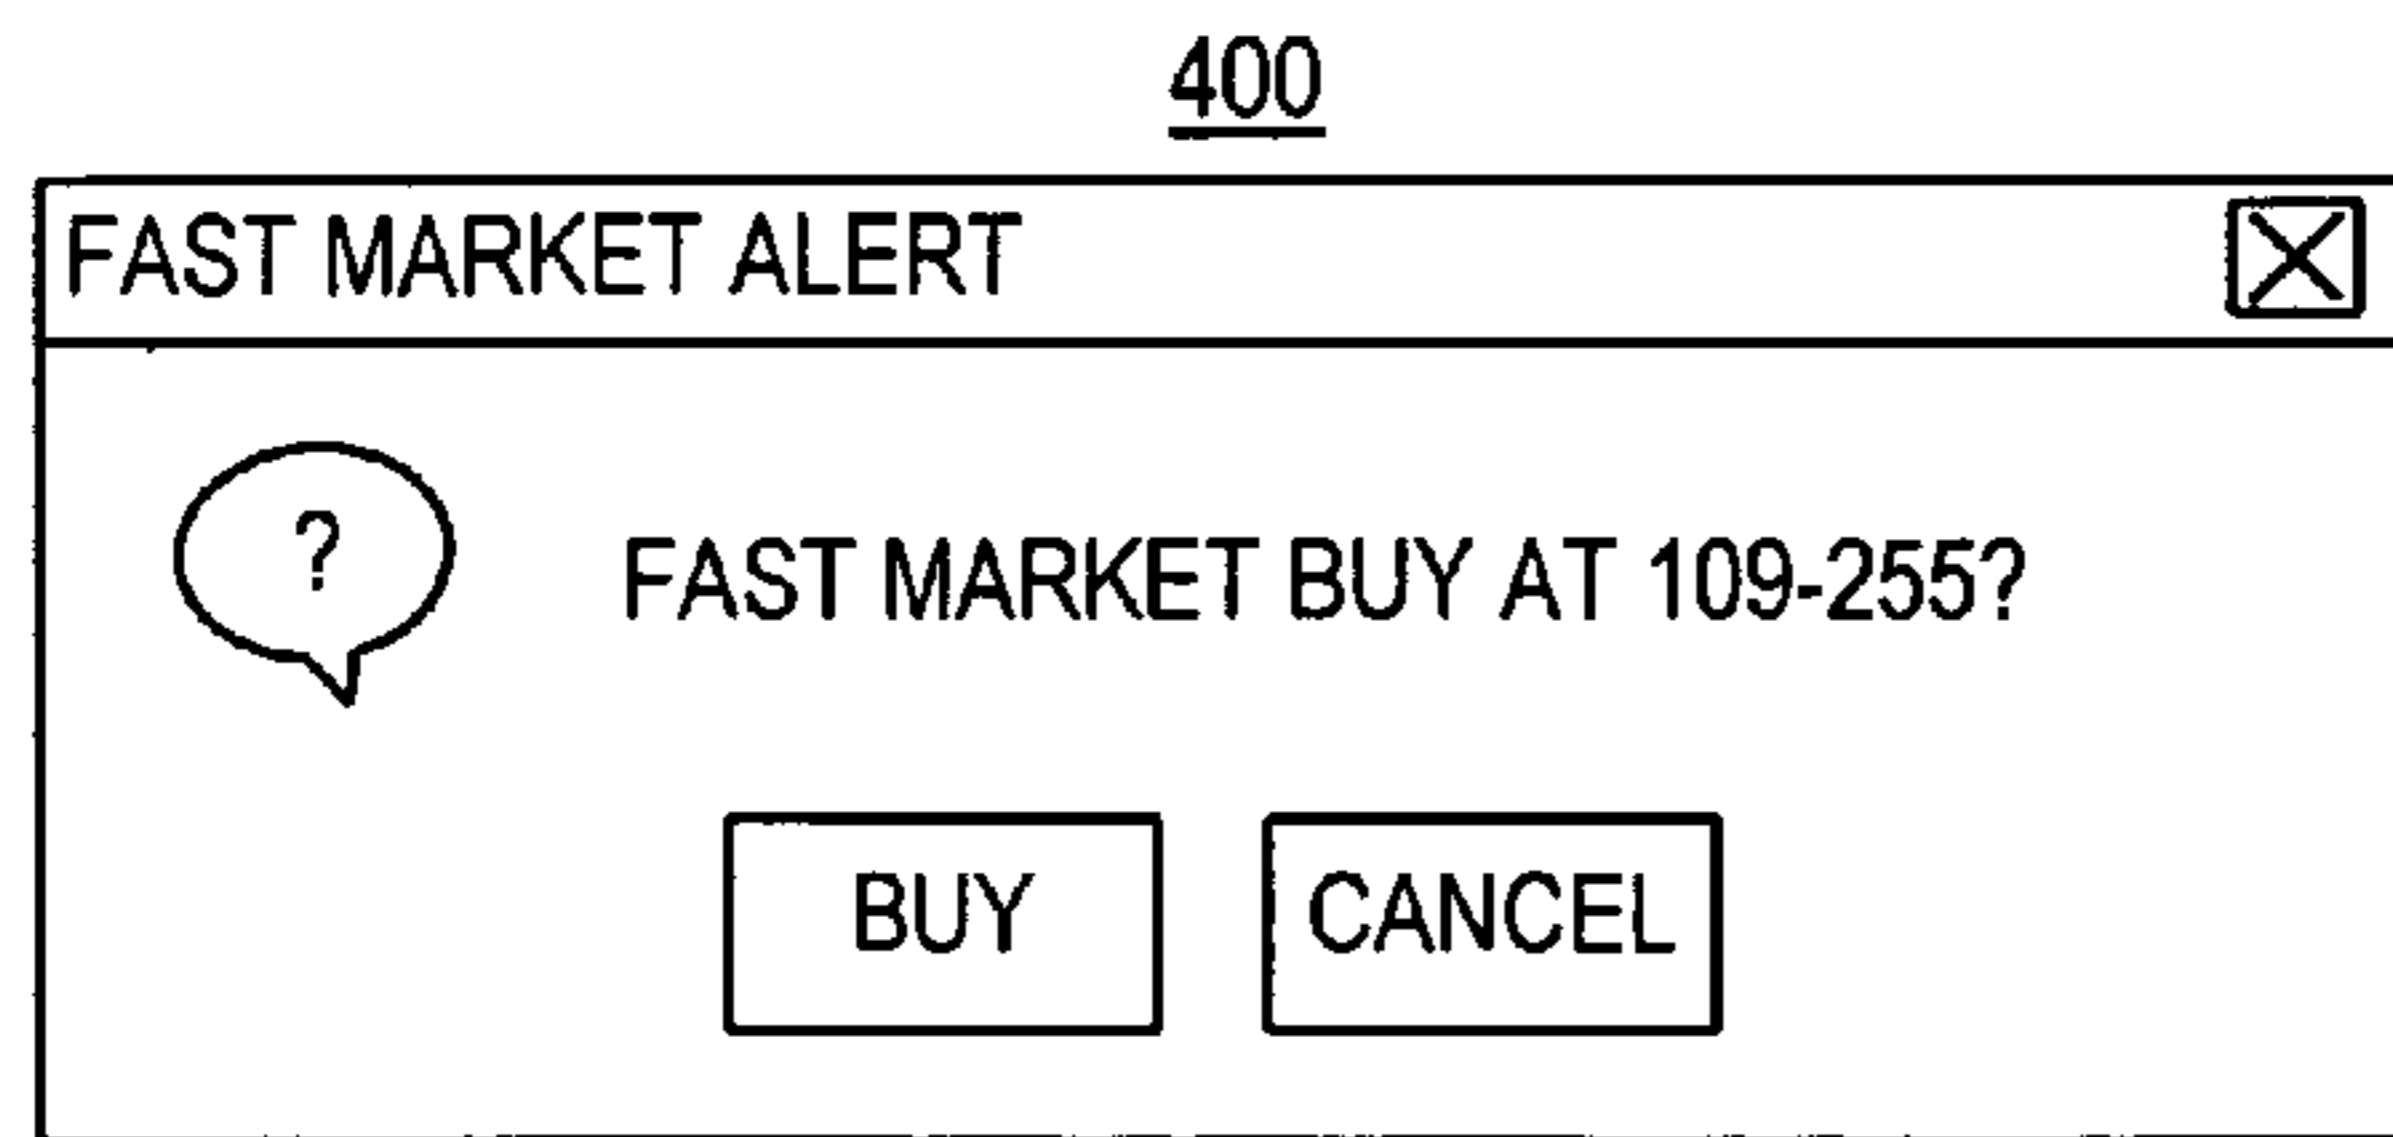 400
FAST MARKET ALERT
?
FAST MARKET BUY AT 109-255?
BUY
CANCEL